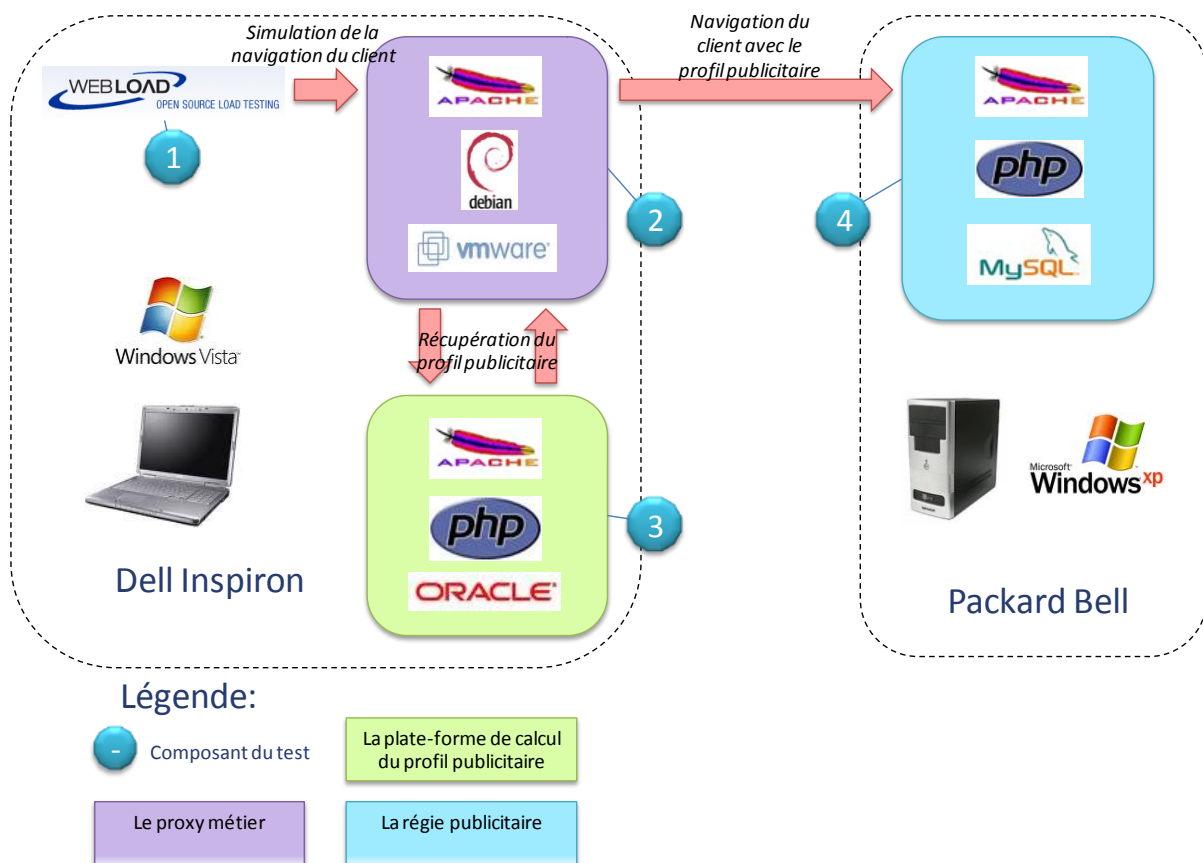 Simulation de la
navigation du client
Navigation du
client avec le
profil publicitaire
WEBLOAD
OPEN SOURCE LOAD TESTING
1
APACHE
debian
vmware
2
APACHE
php
MySQL
4
Récupération du
profil publicitaire
Windows Vista
APACHE
php
ORACLE
3
Microsoft
Windows xp
Dell Inspiron
Packard Bell
Légende:
-
Composant du test
La plate-forme de calcul
du profil publicitaire
Le proxy métier
La régie publicitaire